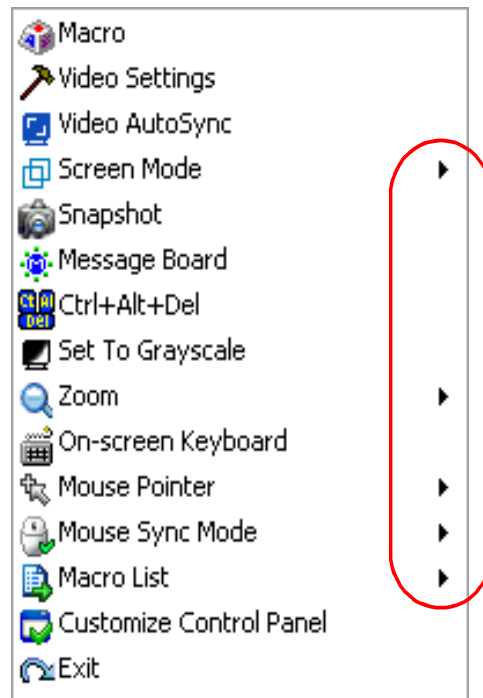 Macro
Video Settings
Video AutoSync
Screen Mode
Snapshot
Message Board
Ctrl+Alt+Del
Set To Grayscale
Zoom
On-screen Keyboard
Mouse Pointer
Mouse Sync Mode
Macro List
Customize Control Panel
Exit